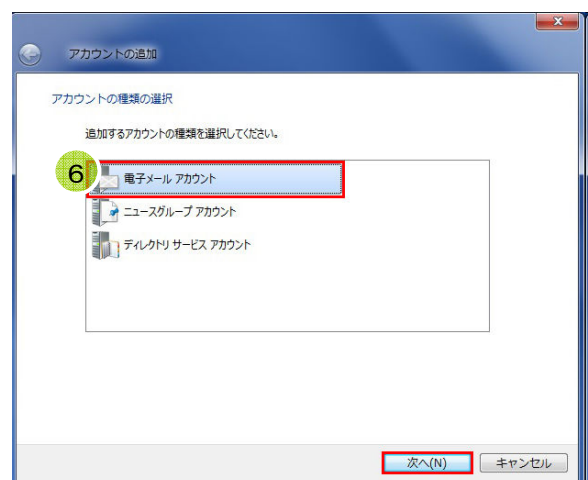 アカウントの追加
アカウントの種類の選択
追加するアカウントの種類を選択してください。
6
電子メール アカウント
ニュースグループ アカウント
ディレクトリ サービス アカウント
次へ(N) キャンセル